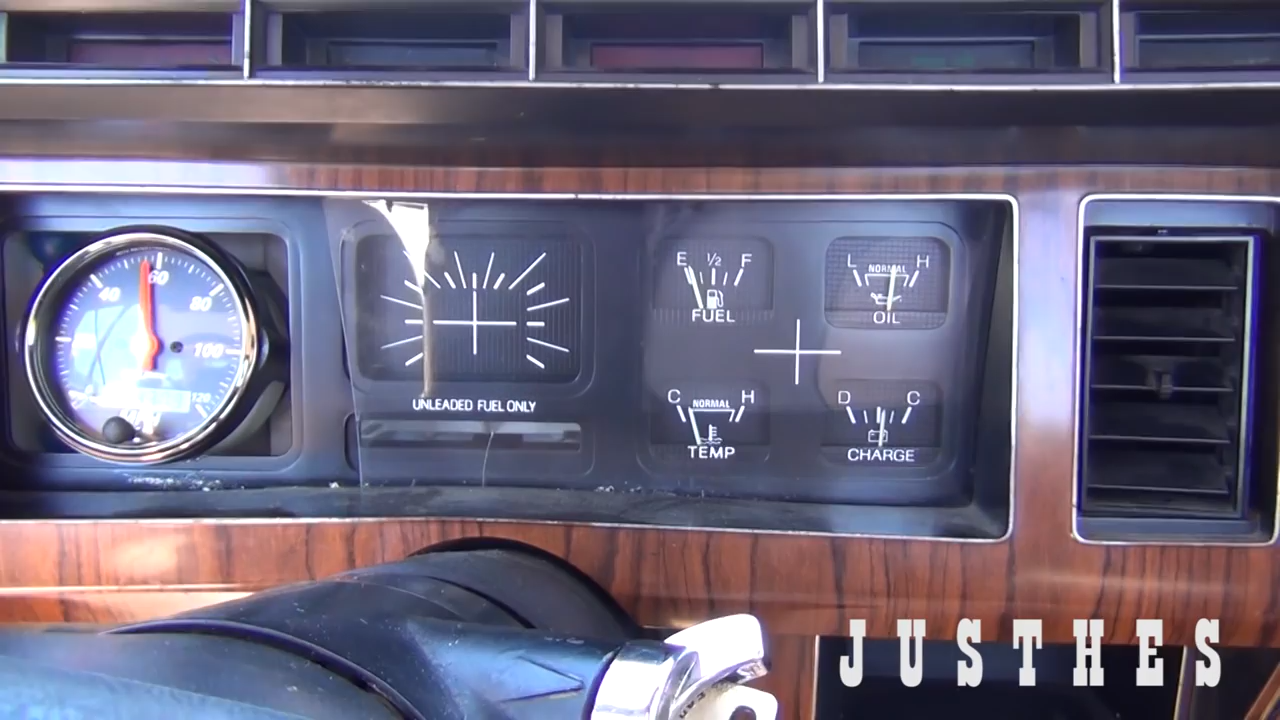 60
40
80
100
120
E ½ F
FUEL
L NORMAL H
OIL
UNLEADED FUEL ONLY
C NORMAL H
TEMP
D C
CHARGE
JUSTHES